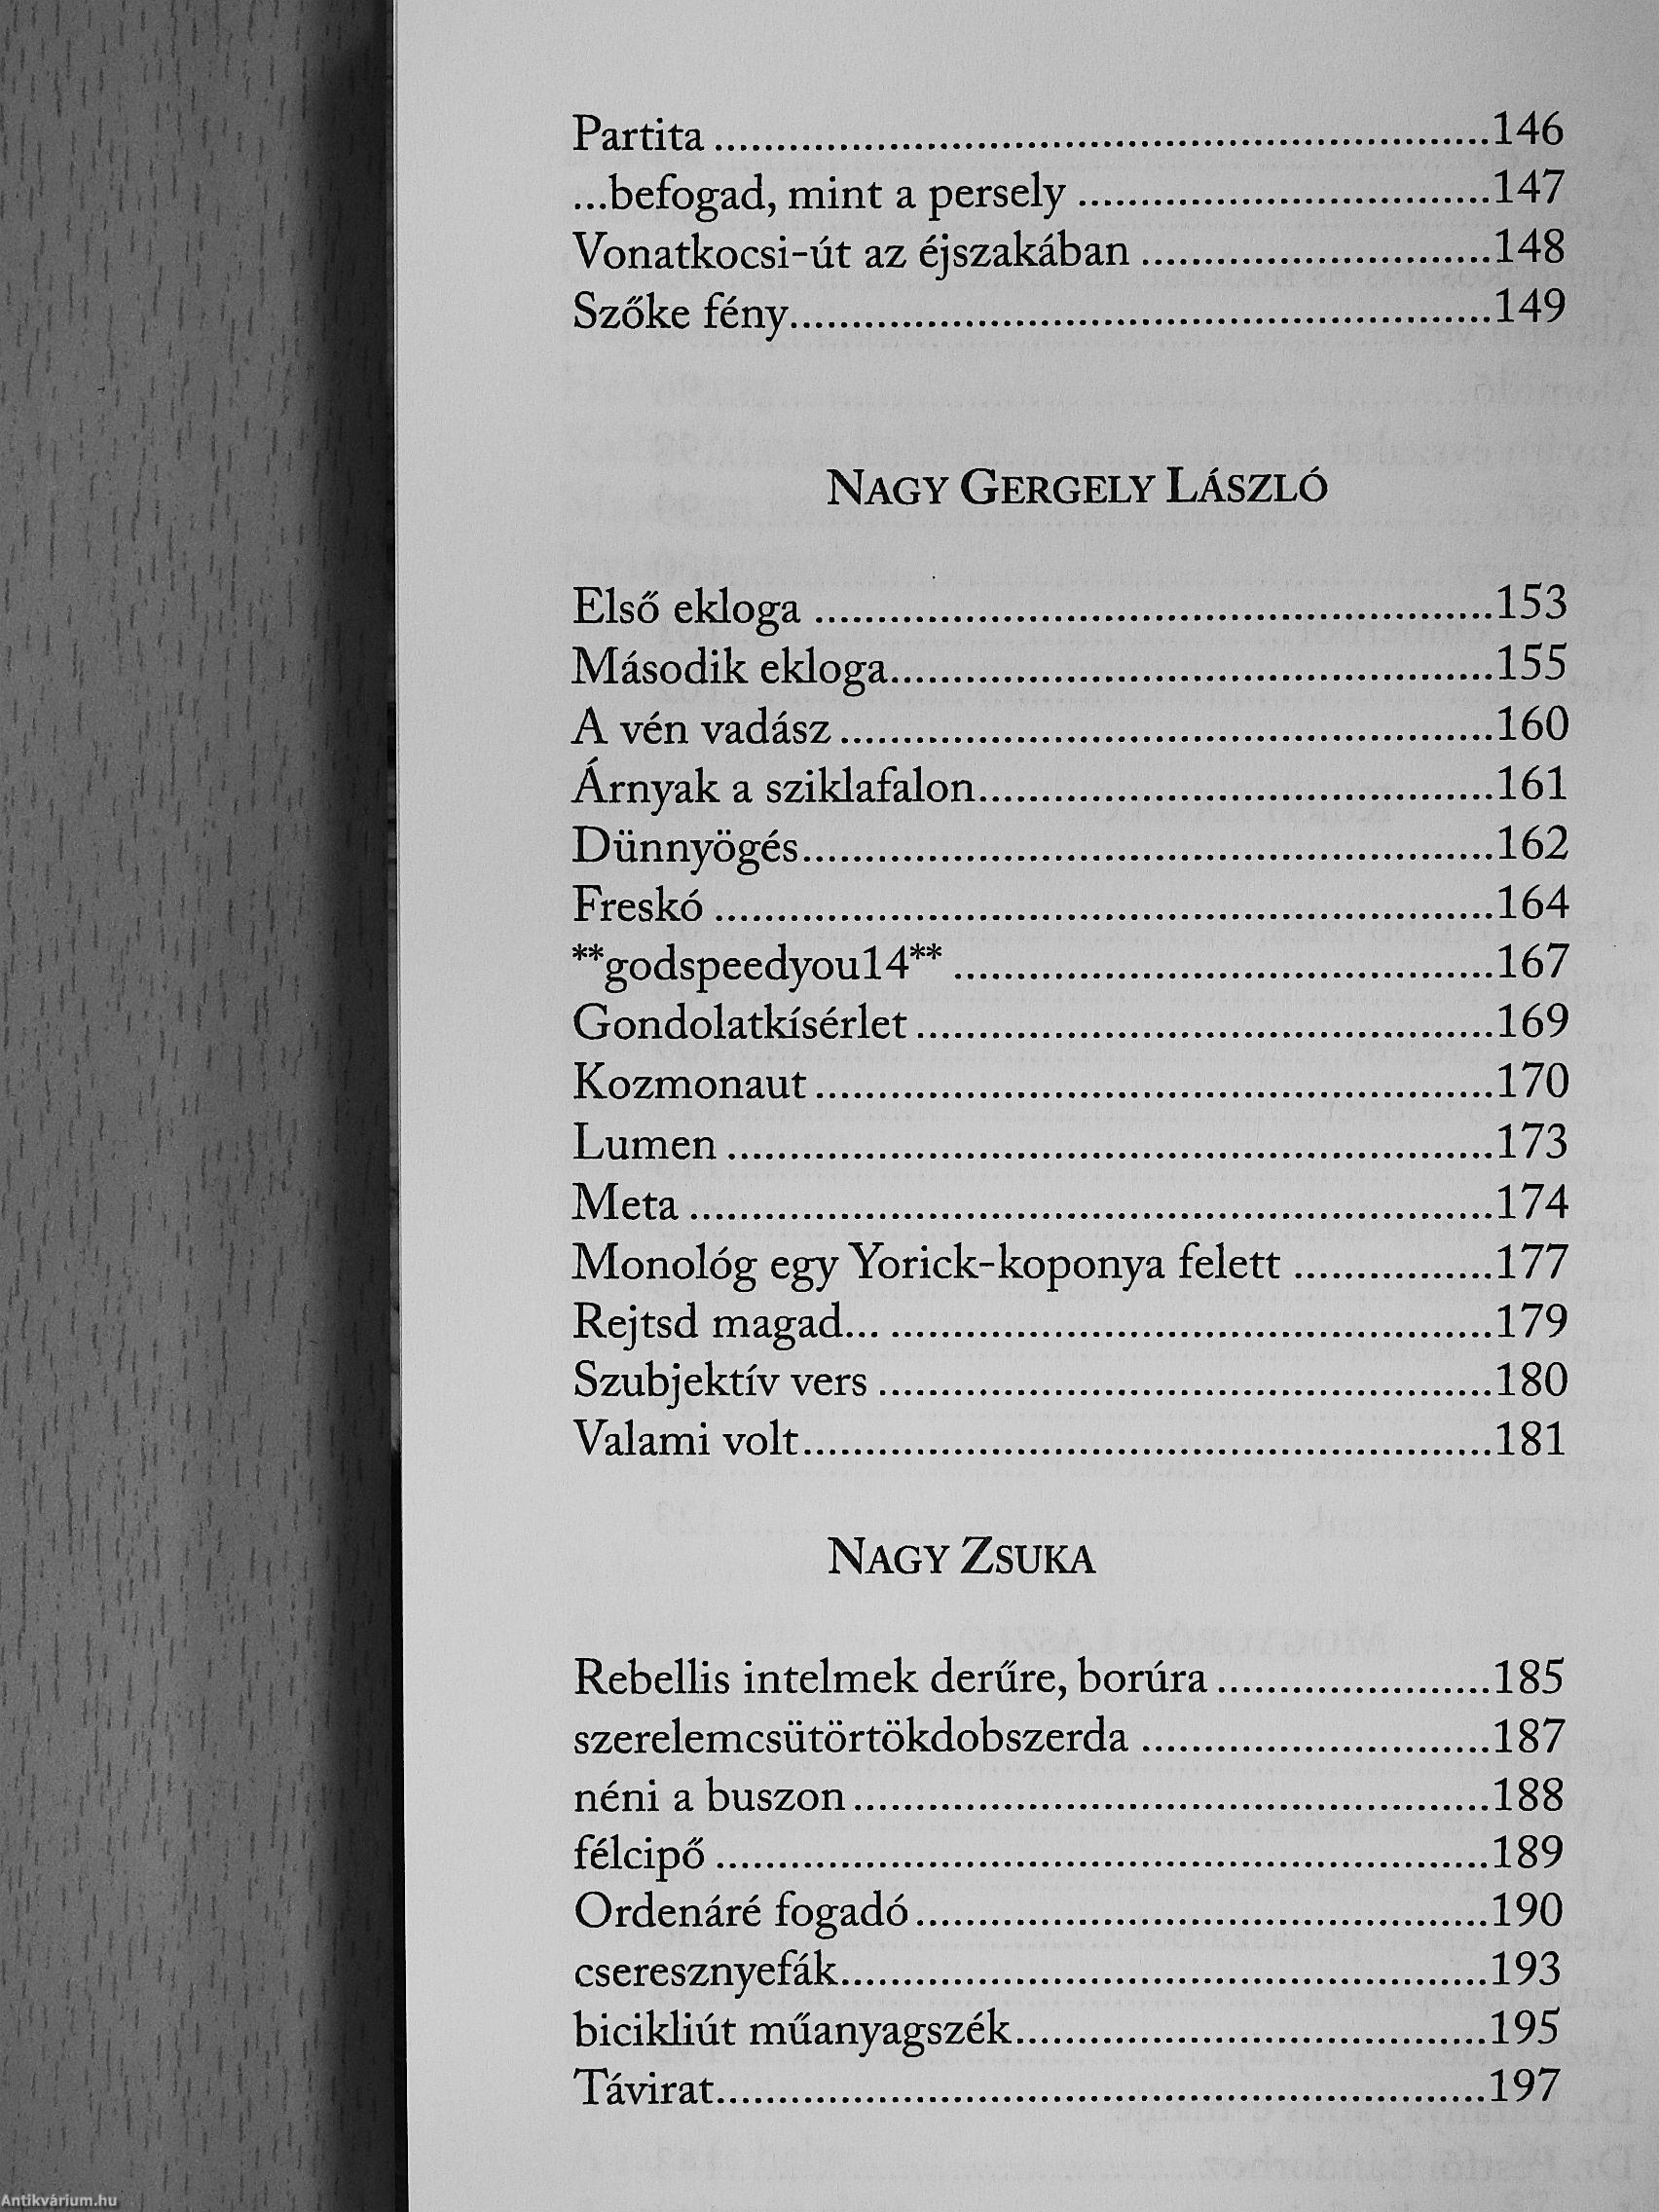 Partita ........ 146
...befogad, mint a persely ........ 147
Vonatkocsi-út az éjszakában ........ 148
Szőke fény ........ 149
NAGY GERGELY LÁSZLÓ
Első ekloga ........ 153
Második ekloga ........ 155
A vén vadász ........ 160
Árnyak a sziklafalon ........ 161
Dünnyögés ........ 162
Freskó ........ 164
**godspeedyou14** ........ 167
Gondolatkísérlet ........ 169
Kozmonaut ........ 170
Lumen ........ 173
Meta ........ 174
Monológ egy Yorick-koponya felett ........ 177
Rejtsd magad... ........ 179
Szubjektív vers ........ 180
Valami volt ........ 181
NAGY ZSUKA
Rebellis intelmek derűre, borúra ........ 185
szerelemcsütörtökdobszerda ........ 187
néni a buszon ........ 188
félcipő ........ 189
Ordenáré fogadó ........ 190
cseresznyefák ........ 193
bicikliút műanyagszék ........ 195
Távirat ........ 197
Antikvárium.hu